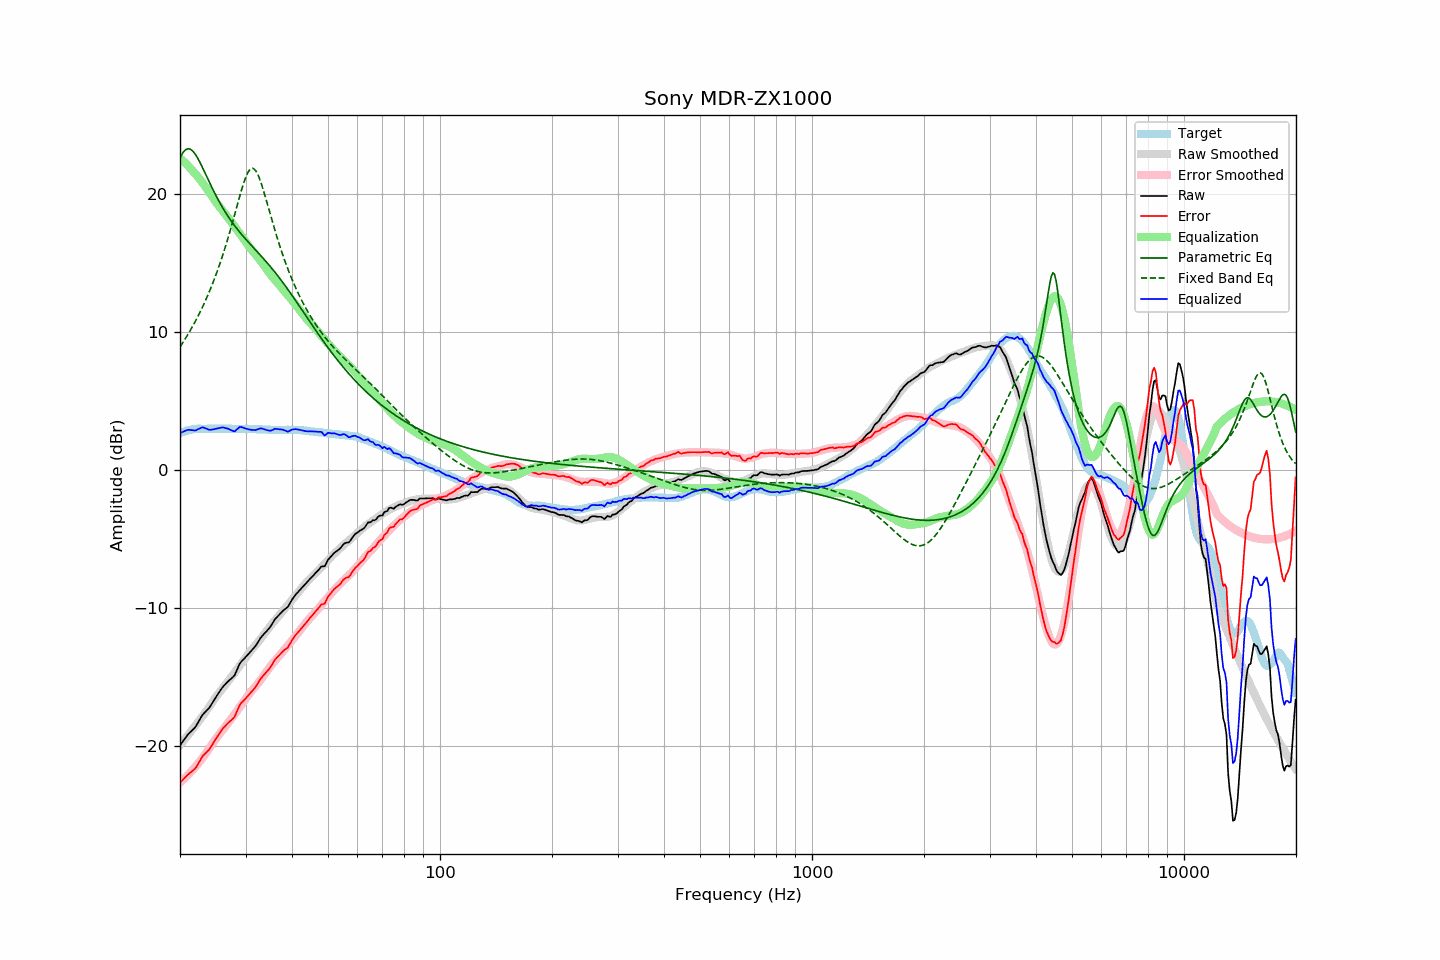 Sony MDR-ZX1000
Target
Raw Smoothed
Error Smoothed
Raw
Error
Equalization
Parametric Eq
Fixed Band Eq
Equalized
20
10
0
−10
−20
Amplitude (dBr)
100
1000
10000
Frequency (Hz)